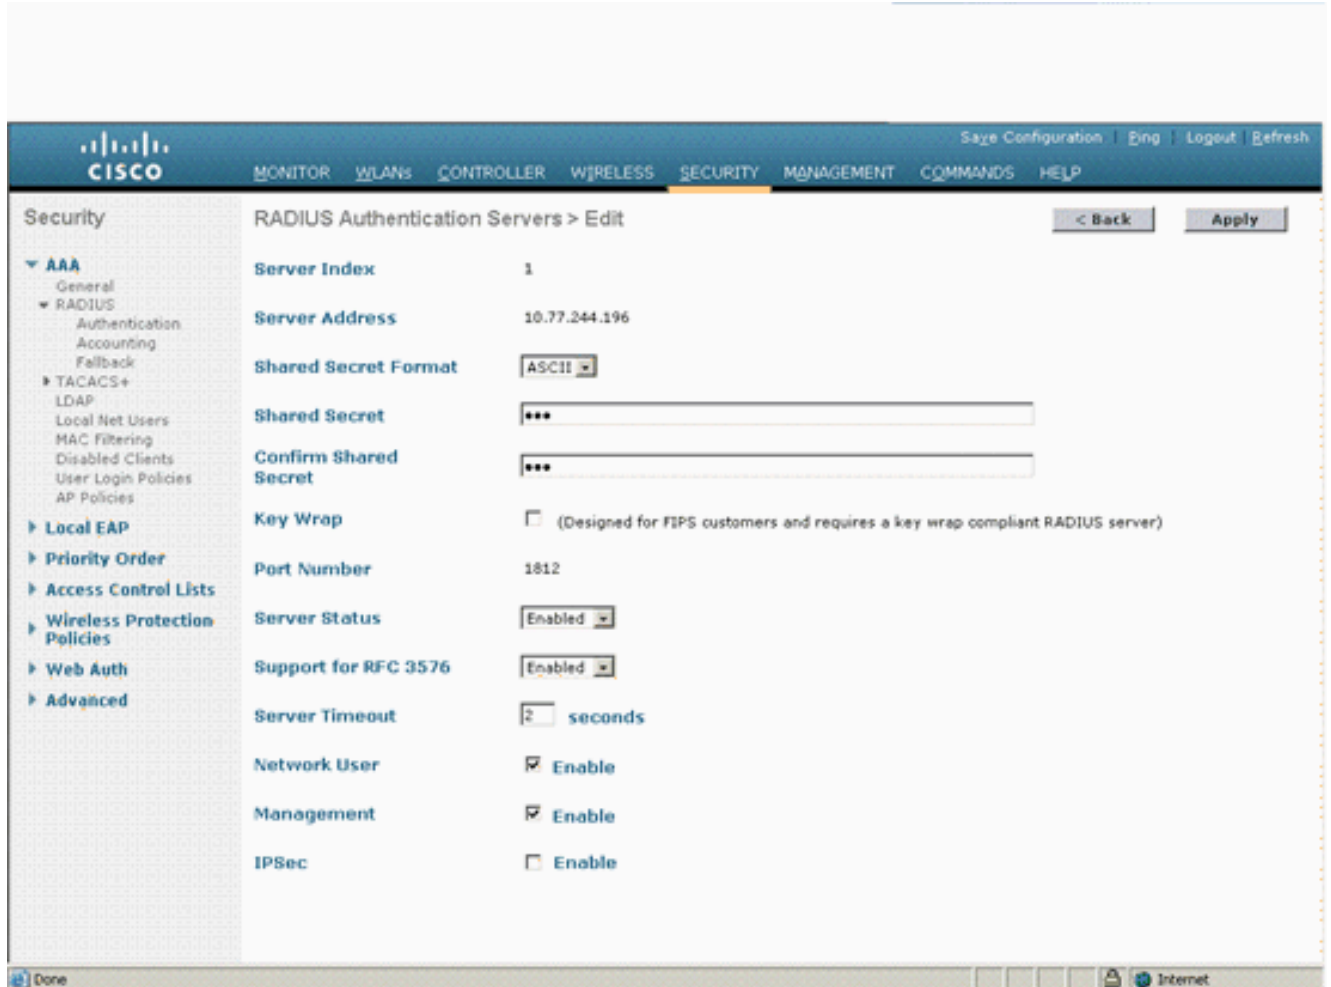 Save Configuration | Ping | Logout | Refresh
CISCO
MONITOR WLANs CONTROLLER WIRELESS SECURITY MANAGEMENT COMMANDS HELP
Security
AAA
General
RADIUS
Authentication
Accounting
Fallback
TACACS+
LDAP
Local Net Users
MAC Filtering
Disabled Clients
User Login Policies
AP Policies
Local EAP
Priority Order
Access Control Lists
Wireless Protection
Policies
Web Auth
Advanced
RADIUS Authentication Servers > Edit
< Back Apply
Server Index 1
Server Address 10.77.244.196
Shared Secret Format ASCII
Shared Secret •••
Confirm Shared
Secret •••
Key Wrap (Designed for FIPS customers and requires a key wrap compliant RADIUS server)
Port Number 1812
Server Status Enabled
Support for RFC 3576 Enabled
Server Timeout 2 seconds
Network User Enable
Management Enable
IPSec Enable
Done Internet